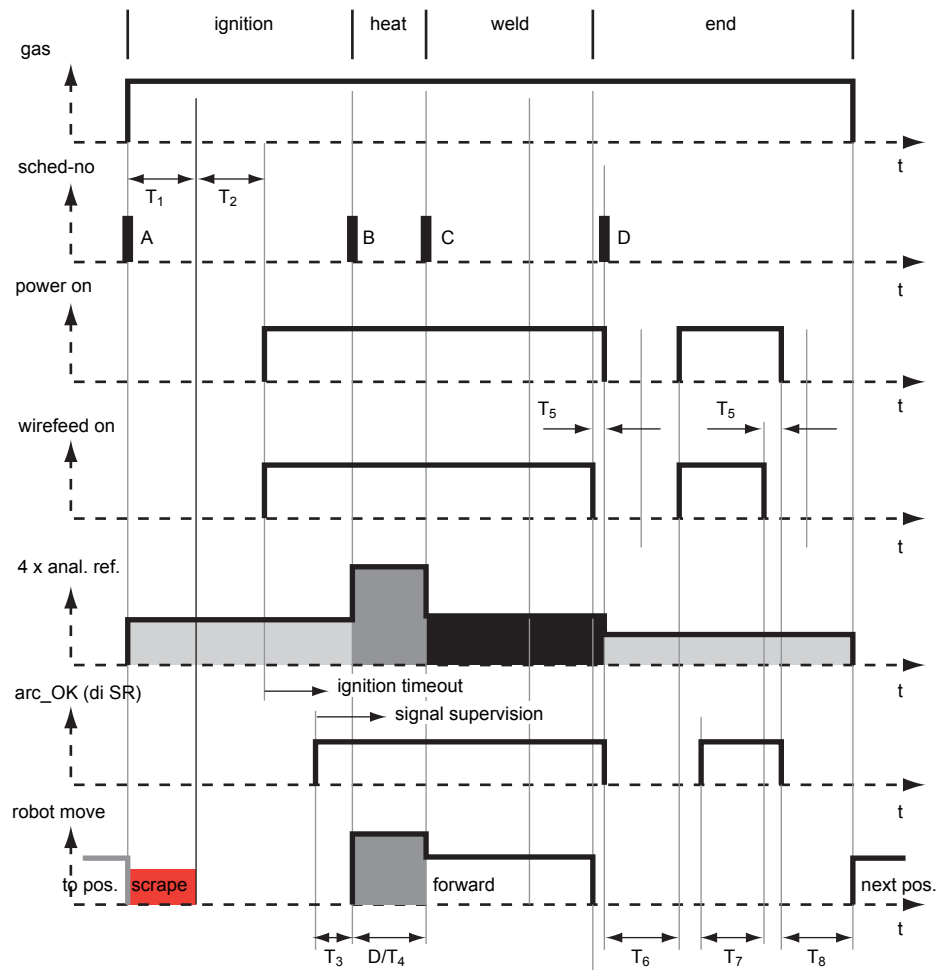 ignition heat weld end
gas
t
sched-no
T1 T2
A B C D
t
power on
t
T5 T5
wirefeed on
t
4 x anal. ref.
t
ignition timeout
arc_OK (di SR)
signal supervision
t
robot move
to pos. scrape forward next pos.
t
T3 D/T4 T6 T7 T8